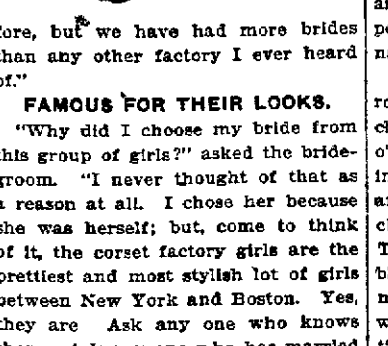 fore, but we have had more brides
than any other factory I ever heard
of."
FAMOUS FOR THEIR LOOKS.
"Why did I choose my bride from
this group of girls?" asked the bride-
groom. "I never thought of that as
a reason at all. I chose her because
she was herself; but, come to think
of it, the corset factory girls are the
prettiest and most stylish lot of girls
between New York and Boston. Yes,
they are Ask any one who knows